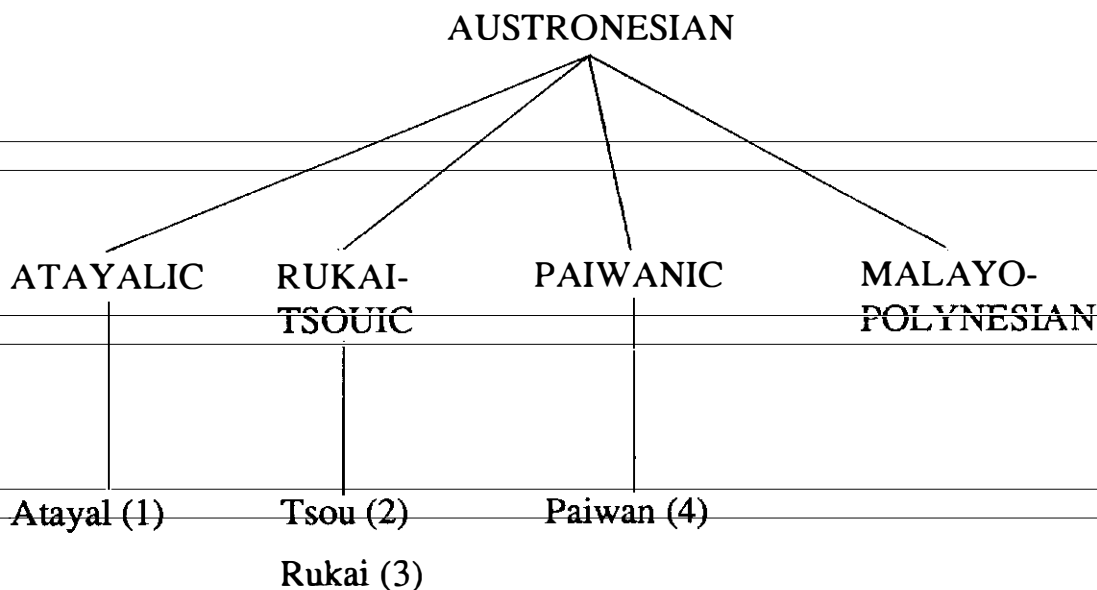 AUSTRONESIAN
ATAYALIC
RUKAI-
TSOUIC
PAIWANIC
MALAYO-
POLYNESIAN
Atayal (1)
Tsou (2)
Paiwan (4)
Rukai (3)